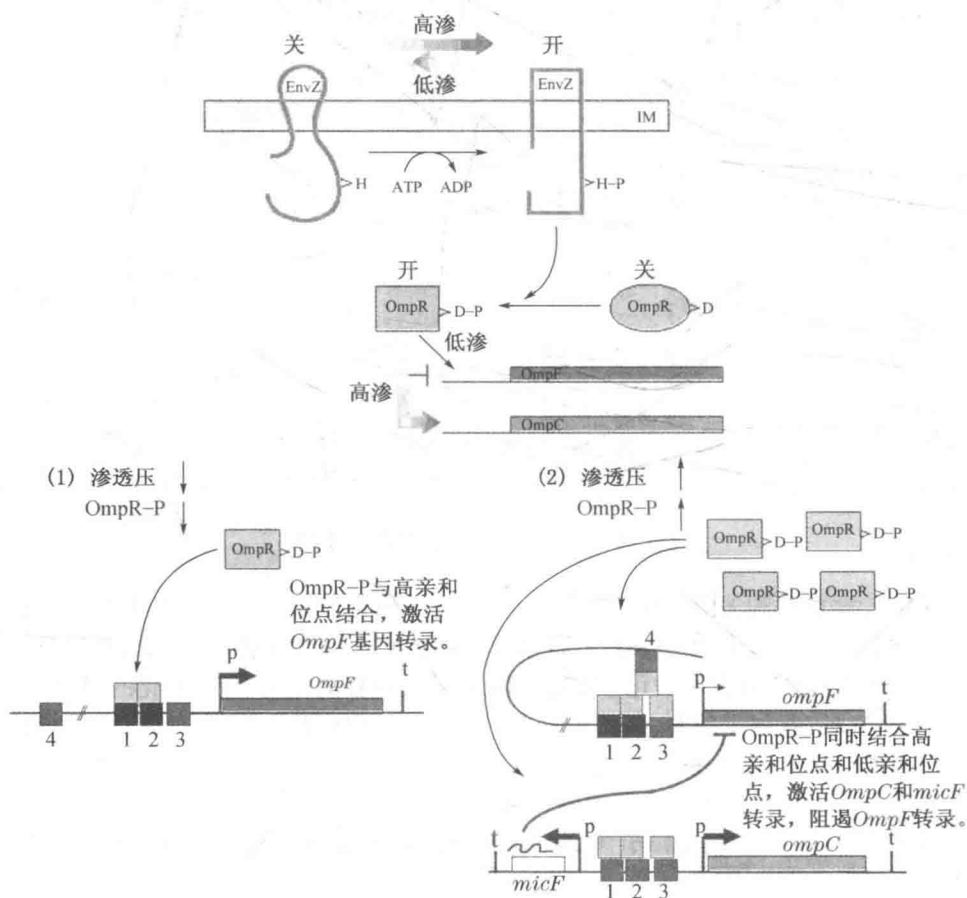 高渗
关
开
低渗
EnvZ
EnvZ
IM
H
ATP
ADP
H-P
开
关
OmpR
D-P
OmpR
D
低渗
OmpF
高渗
OmpC
(1) 渗透压
OmpR-P
OmpR
D-P
OmpR-P与高亲和
位点结合，激活
OmpF基因转录。
p
OmpF
t
4
1
2
3
(2) 渗透压
OmpR-P
OmpR
D-P
OmpR
D-P
OmpR
D-P
OmpR
D-P
4
p
ompF
t
1
2
3
OmpR-P同时结合高
亲和位点和低亲和位
点，激活OmpC和micF
转录，阻遏OmpF转录。
t
p
p
ompC
t
micF
1
2
3